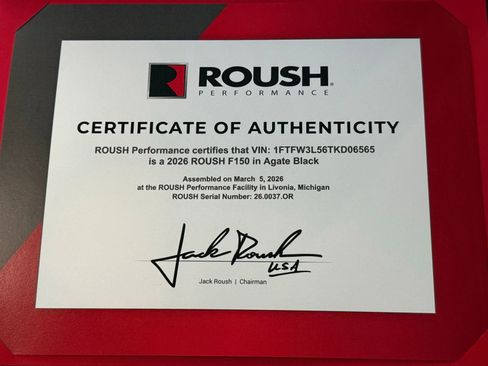 ROUSH
PERFORMANCE
CERTIFICATE OF AUTHENTICITY
ROUSH Performance certifies that VIN: 1FTFW3L56TKD06565
is a 2026 ROUSH F150 in Agate Black
Assembled on March 5, 2026
at the ROUSH Performance Facility in Livonia, Michigan
ROUSH Serial Number: 26.0037.OR
Jack Roush
USA
Jack Roush | Chairman